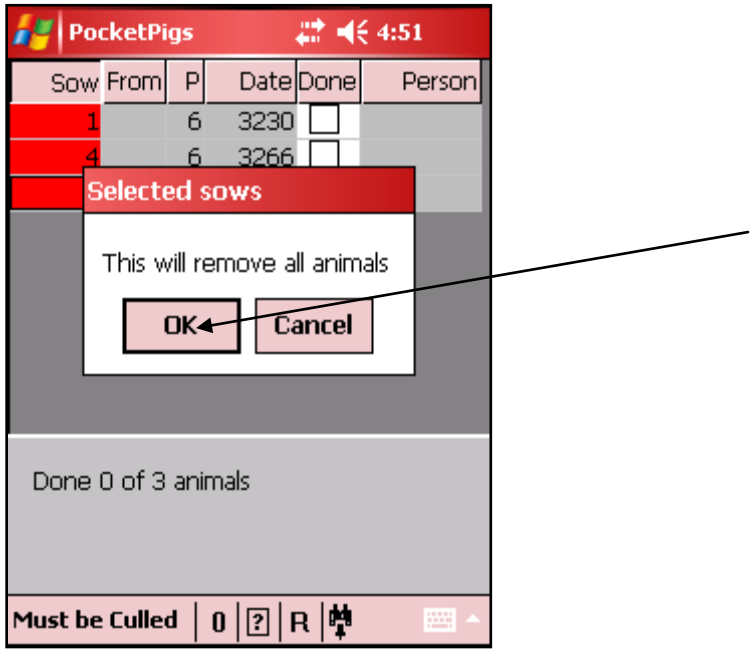 PocketPigs 4:51
Sow From P Date Done Person
1 6 3230
4 6 3266
Selected sows
This will remove all animals
OK Cancel
Done 0 of 3 animals
Must be Culled 0 ? R